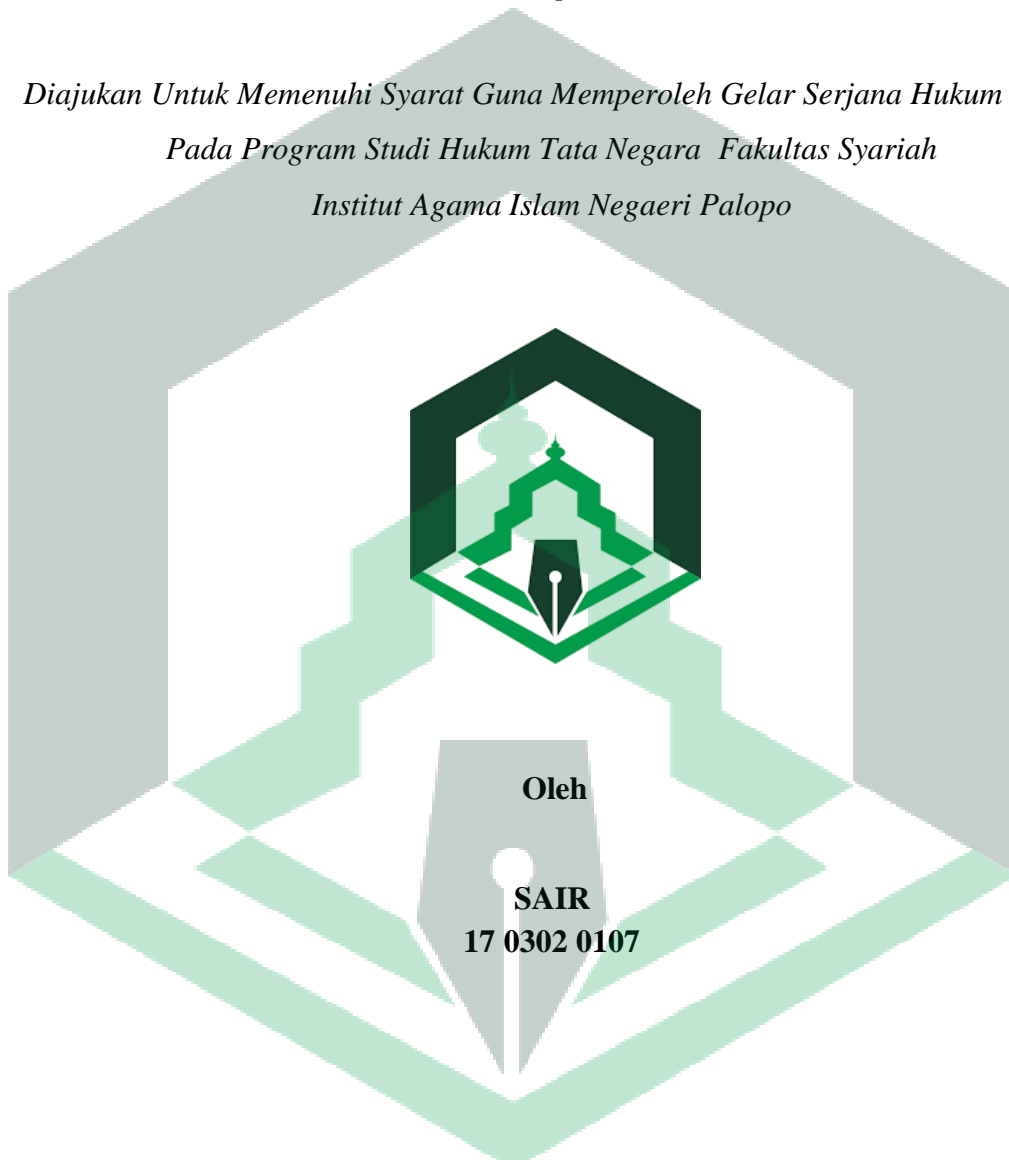 Diajukan Untuk Memenuhi Syarat Guna Memperoleh Gelar Serjana Hukum
Pada Program Studi Hukum Tata Negara Fakultas Syariah
Institut Agama Islam Negaeri Palopo
Oleh
SAIR
17 0302 0107